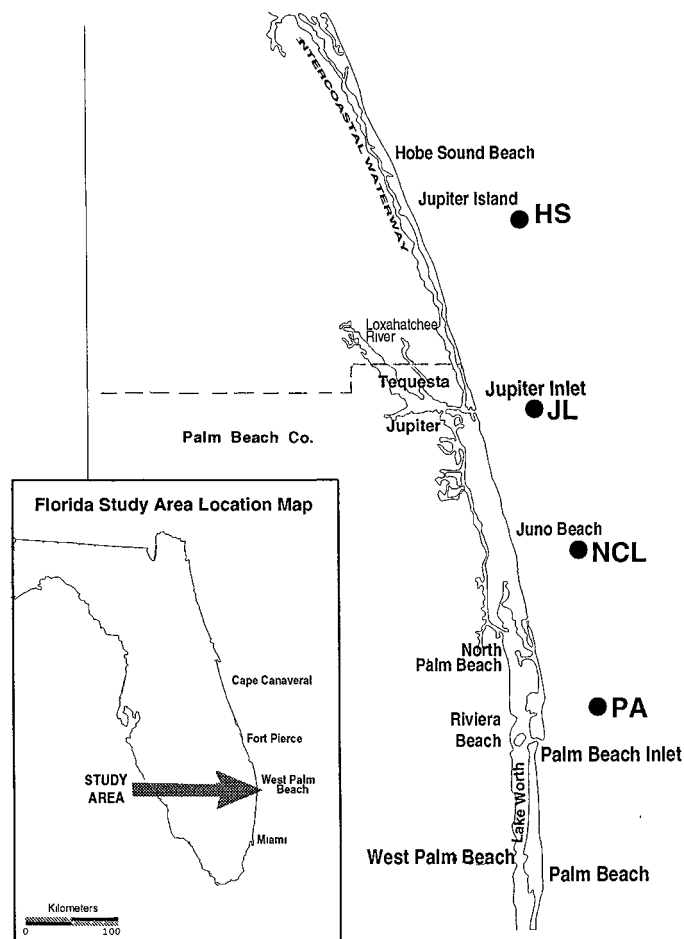 Hobe Sound Beach
INTERCOASTAL WATERWAY
Jupiter Island
HS
Loxahatchee
River
Tequesta
Jupiter Inlet
JL
Jupiter
Palm Beach Co.
Florida Study Area Location Map
Juno Beach
NCL
North
Palm Beach
Cape Canaveral
PA
Riviera
Beach
Fort Pierce
Palm Beach Inlet
STUDY
AREA
West Palm
Beach
Lake Worth
Miami
West Palm Beach
Palm Beach
Kilometers
0 100